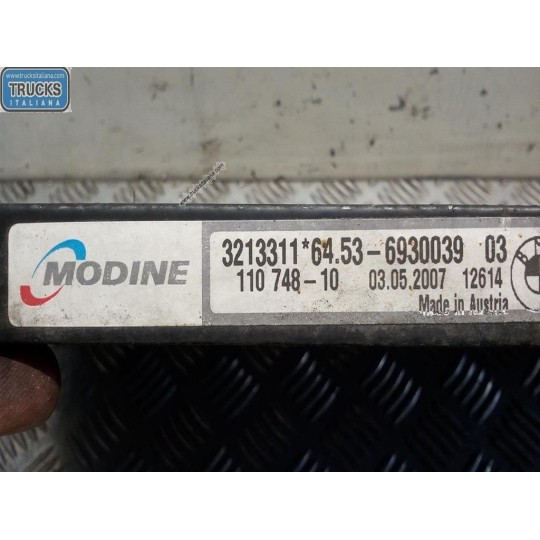 www.trucksitaliana.com
TRUCKS
ITALIANA
MODINE
3213311*64.53-6930039 03
110 748-10 03.05.2007 12614
Made in Austria